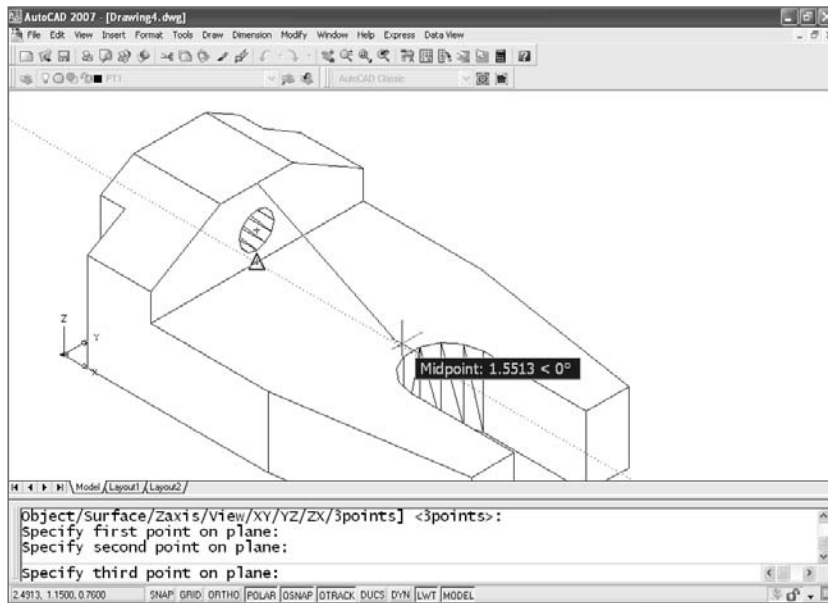 AutoCAD 2007 - [Drawing4.dwg]
File Edit View Insert Format Tools Draw Dimension Modify Window Help Express Data View
PT1 AutoCAD Classic
Z
Y
X
Midpoint: 1.5513 < 0°
Model Layout1 Layout2
Object/Surface/Zaxis/View/XY/YZ/ZX/3points] <3points>:
Specify first point on plane:
Specify second point on plane:
Specify third point on plane:
2.4913, 1.1500, 0.7600 SNAP GRID ORTHO POLAR OSNAP OTRACK DUCS DYN LWT MODEL